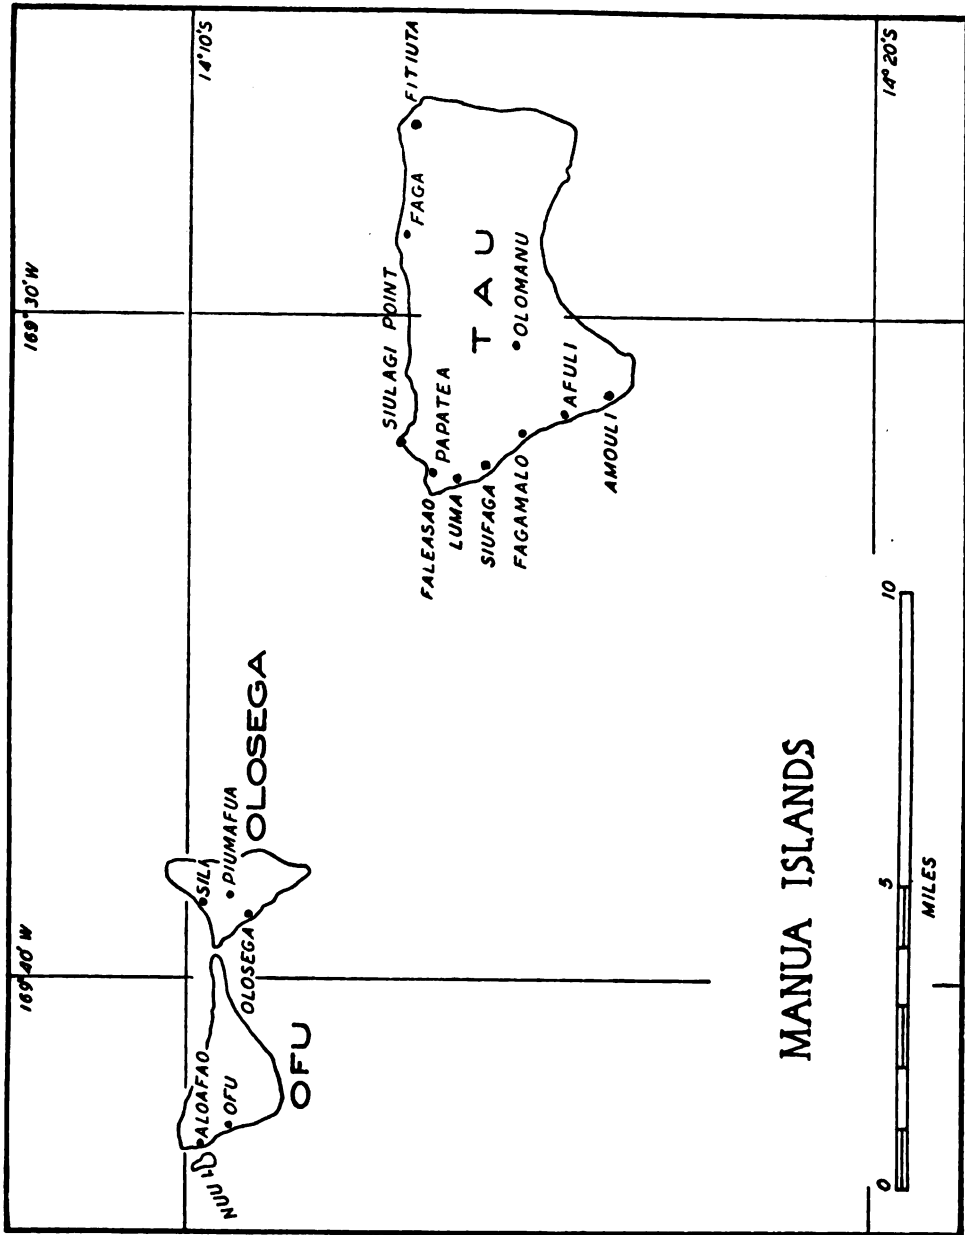 169° 40' W
169° 30' W
14° 10' S
NUU
ALOAFAO
OFU
OFU
SILI
PIUMAFUA
OLOSEGA
OLOSEGA
SIULAGI POINT
FAGA
FITIUTA
PAPATEA
FALEASAO
LUMA
SIUFAGA
FAGAMALO
TAU
OLOMANU
AFULI
AMOULI
MANUA ISLANDS
14° 20' S
0 5 10
MILES